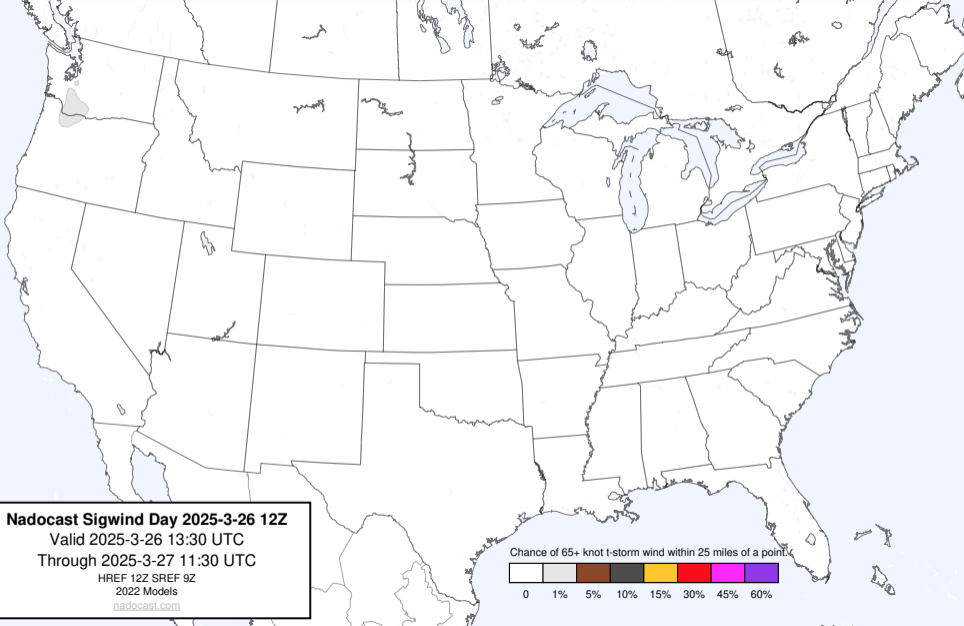 Nadocast Sigwind Day 2025-3-26 12Z
Valid 2025-3-26 13:30 UTC
Through 2025-3-27 11:30 UTC
HREF 12Z SREF 9Z
2022 Models
nadocast.com
Chance of 65+ knot t-storm wind within 25 miles of a point.
0 1% 5% 10% 15% 30% 45% 60%